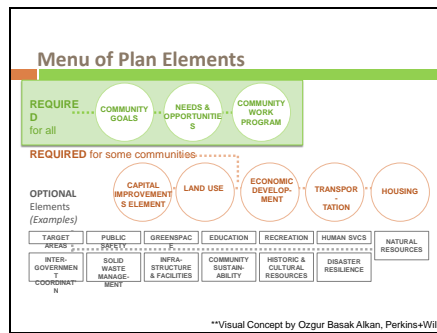 Menu of Plan Elements
REQUIRE
D
for all
COMMUNITY
GOALS
NEEDS &
OPPORTUNITIE
S
COMMUNITY
WORK
PROGRAM
REQUIRED for some communities
OPTIONAL
Elements
(Examples)
CAPITAL
IMPROVEMENT
S ELEMENT
LAND USE
ECONOMIC
DEVELOP-
MENT
TRANSPOR
-
TATION
HOUSING
TARGET
AREAS
PUBLIC
SAFETY
GREENSPAC
E
EDUCATION
RECREATION
HUMAN SVCS
NATURAL
RESOURCES
INTER-
GOVERNMEN
T
COORDINAT'
N
SOLID
WASTE
MANAGE-
MENT
INFRA-
STRUCTURE
& FACILITIES
COMMUNITY
SUSTAIN-
ABILITY
HISTORIC &
CULTURAL
RESOURCES
DISASTER
RESILIENCE
**Visual Concept by Ozgur Basak Alkan, Perkins+Wil